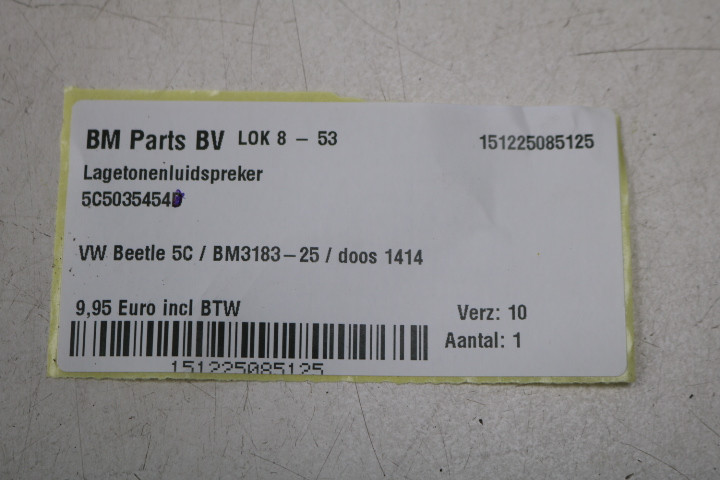 BM Parts BV LOK 8 – 53 151225085125
Lagetonenluidspreker
5C5035454
VW Beetle 5C / BM3183–25 / doos 1414
9,95 Euro incl BTW Verz: 10
Aantal: 1
151225085125